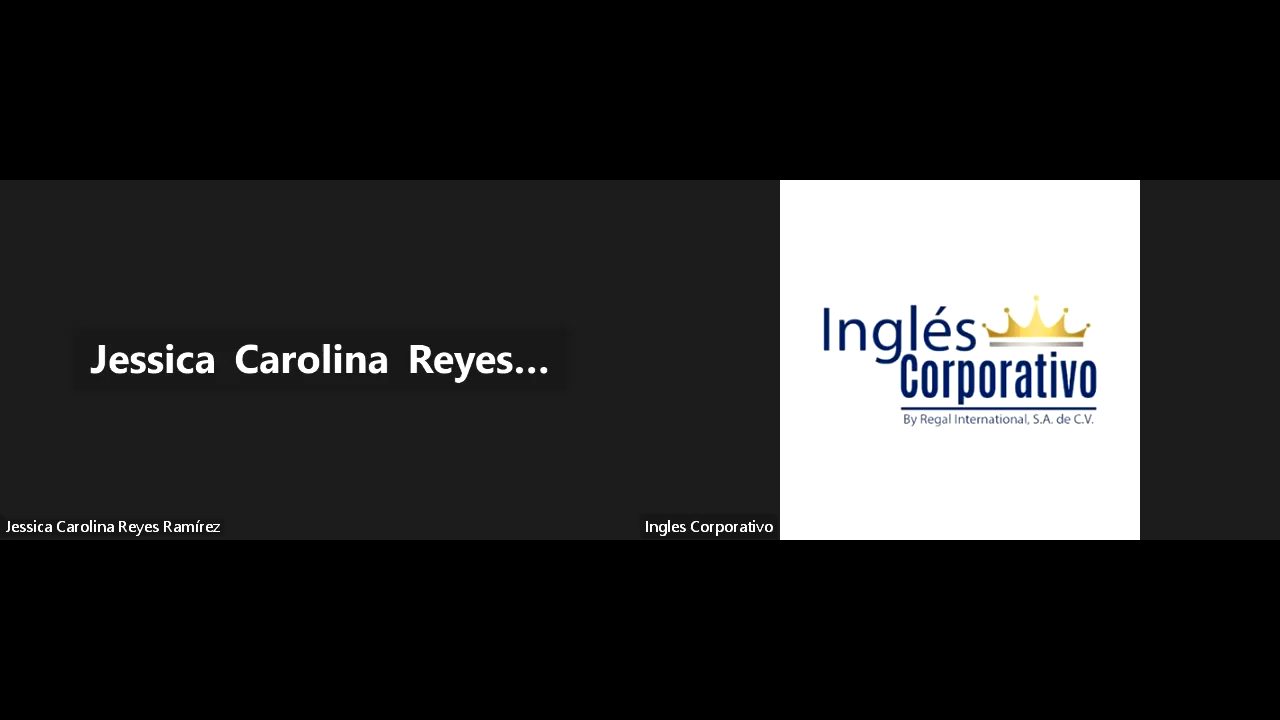 Jessica Carolina Reyes...
Jessica Carolina Reyes Ramírez
Inglés
Corporativo
By Regal International, S.A. de C.V.
Ingles Corporativo